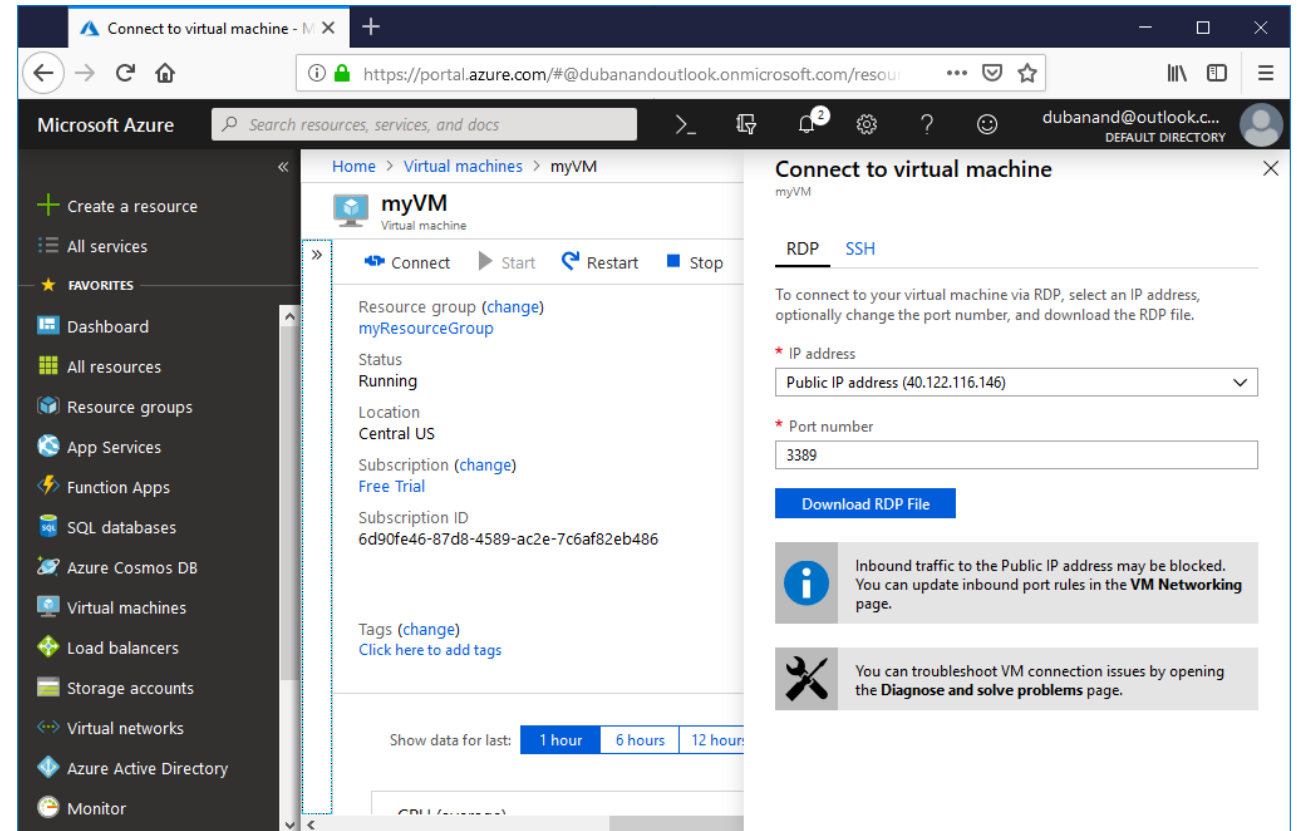 Connect to virtual machine - M
https://portal.azure.com/#@dubanandoutlook.onmicrosoft.com/resou
Microsoft Azure
Search resources, services, and docs
>_
2
?
dubanand@outlook.c...
DEFAULT DIRECTORY
«
Create a resource
All services
FAVORITES
Dashboard
All resources
Resource groups
App Services
Function Apps
SQL databases
Azure Cosmos DB
Virtual machines
Load balancers
Storage accounts
Virtual networks
Azure Active Directory
Monitor
Home > Virtual machines > myVM
myVM
Virtual machine
»
Connect Start Restart Stop
Resource group (change)
myResourceGroup
Status
Running
Location
Central US
Subscription (change)
Free Trial
Subscription ID
6d90fe46-87d8-4589-ac2e-7c6af82eb486
Tags (change)
Click here to add tags
Show data for last: 1 hour 6 hours 12 hours
CPU (average)
Connect to virtual machine
myVM
RDP SSH
To connect to your virtual machine via RDP, select an IP address,
optionally change the port number, and download the RDP file.
* IP address
Public IP address (40.122.116.146)
* Port number
3389
Download RDP File
Inbound traffic to the Public IP address may be blocked.
You can update inbound port rules in the VM Networking
page.
You can troubleshoot VM connection issues by opening
the Diagnose and solve problems page.